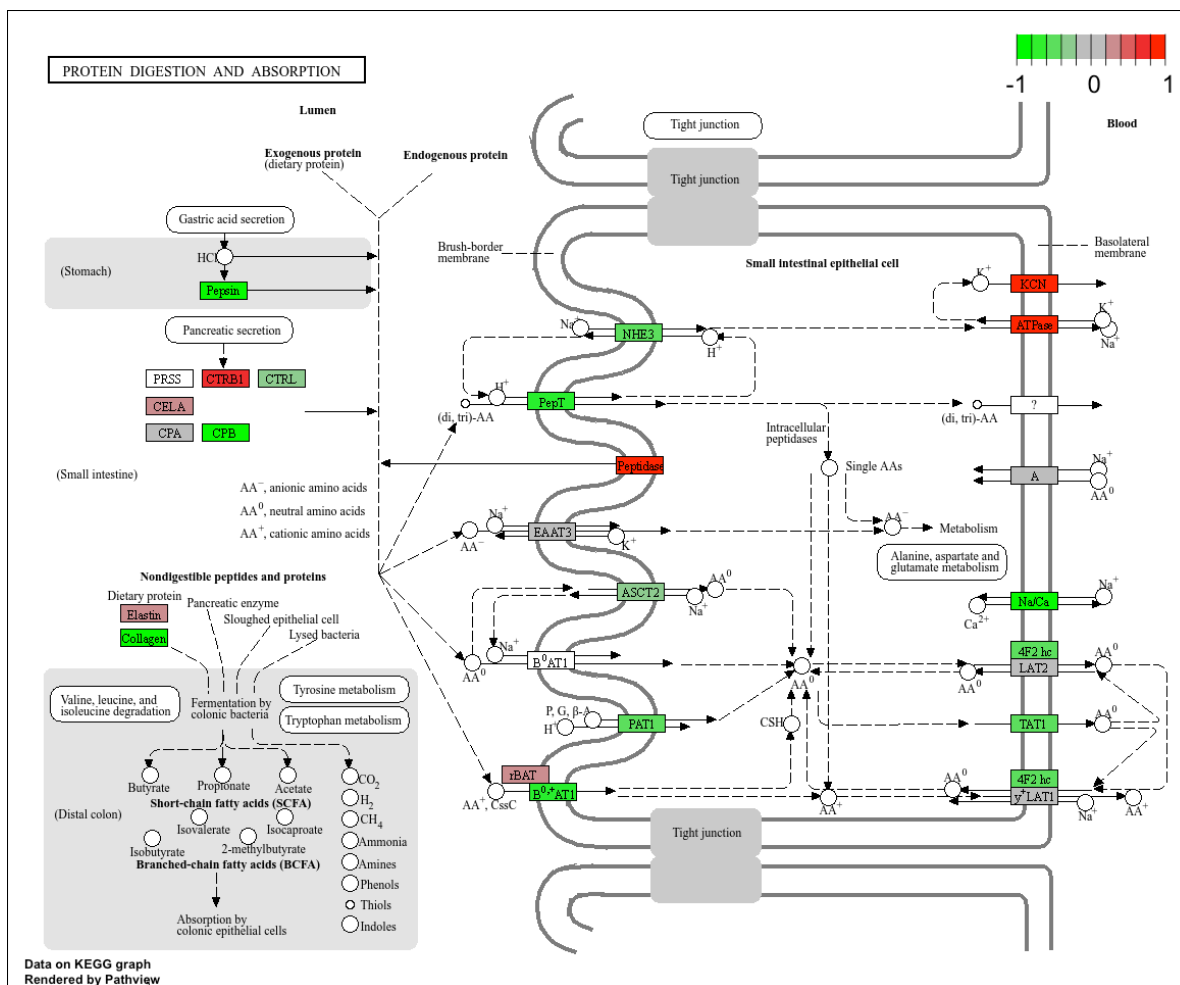 PROTEIN DIGESTION AND ABSORPTION
-1 0 1
Lumen
Blood
Exogenous protein
(dietary protein)
Endogenous protein
Tight junction
Tight junction
Gastric acid secretion
(Stomach)
HCl
Pepsin
Brush-border
membrane
Small intestinal epithelial cell
Basolateral
membrane
K+
KCN
Pancreatic secretion
Na+
NHE3
H+
ATPase
K+
Na+
PRSS
CTRB1
CTRL
CELA
CPA
CPB
H+
PepT
(di, tri)-AA
Intracellular
peptidases
(di, tri)-AA
?
(Small intestine)
Peptidase
Single AAs
A
Na+
AA0
AA−, anionic amino acids
AA0, neutral amino acids
AA+, cationic amino acids
Na+
EAAT3
AA−
K+
AA−
Metabolism
Alanine, aspartate and
glutamate metabolism
Nondigestible peptides and proteins
Dietary protein
Elastin
Collagen
Pancreatic enzyme
Sloughed epithelial cell
Lysed bacteria
ASCT2
AA0
Na+
Na/Ca
Na+
Ca2+
Na+
B0AT1
AA0
AA0
4F2 hc
LAT2
AA0
AA0
Valine, leucine, and
isoleucine degradation
Fermentation by
colonic bacteria
Tyrosine metabolism
Tryptophan metabolism
P, G, β-A
H+
PAT1
CSH
TAT1
AA0
Butyrate
Propionate
Acetate
Short-chain fatty acids (SCFA)
(Distal colon)
Isovalerate
Isocaproate
Isobutyrate
2-methylbutyrate
Branched-chain fatty acids (BCFA)
Absorption by
colonic epithelial cells
CO2
H2
CH4
Ammonia
Amines
Phenols
Thiols
Indoles
rBAT
B0,+AT1
AA+, CssC
AA+
AA0
4F2 hc
y+LAT1
Na+
AA+
Tight junction
Data on KEGG graph
Rendered by Pathview